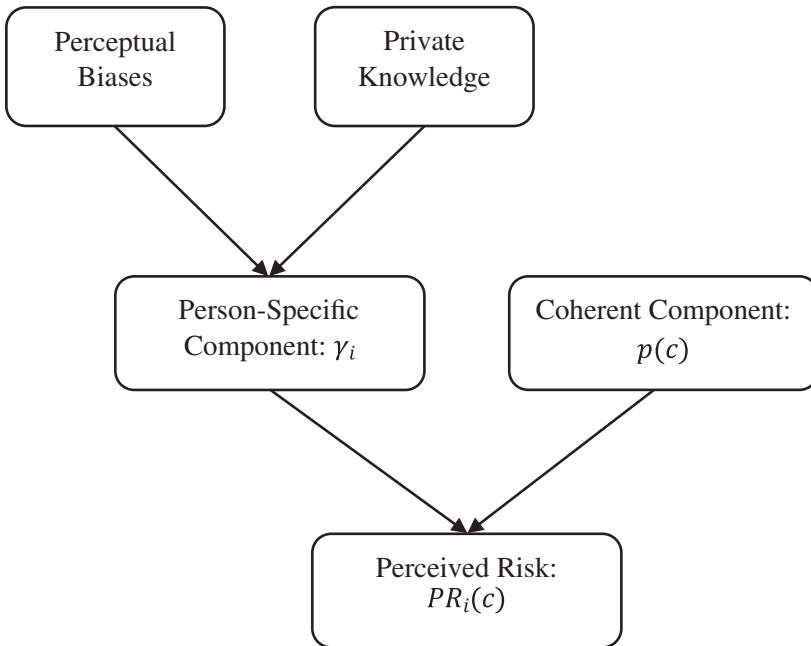 Perceptual
Biases
Private
Knowledge
Person-Specific
Component: γᵢ
Coherent Component:
p(c)
Perceived Risk:
PRᵢ(c)